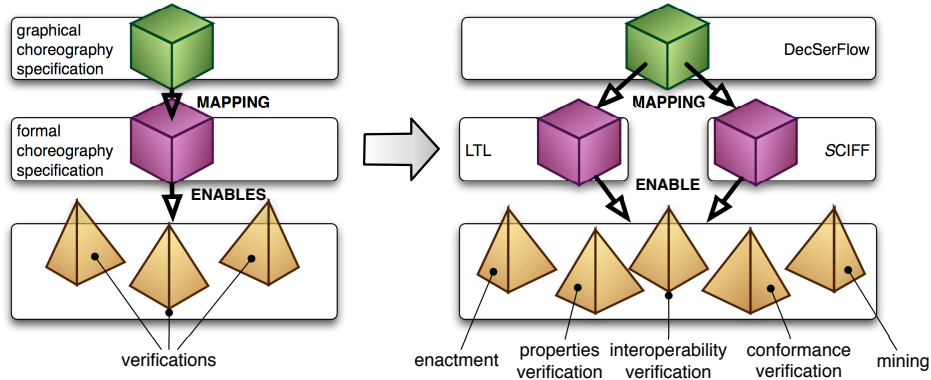 graphical
choreography
specification
MAPPING
formal
choreography
specification
ENABLES
verifications
DecSerFlow
MAPPING
LTL
SCIFF
ENABLE
enactment
properties
verification
interoperability
verification
conformance
verification
mining